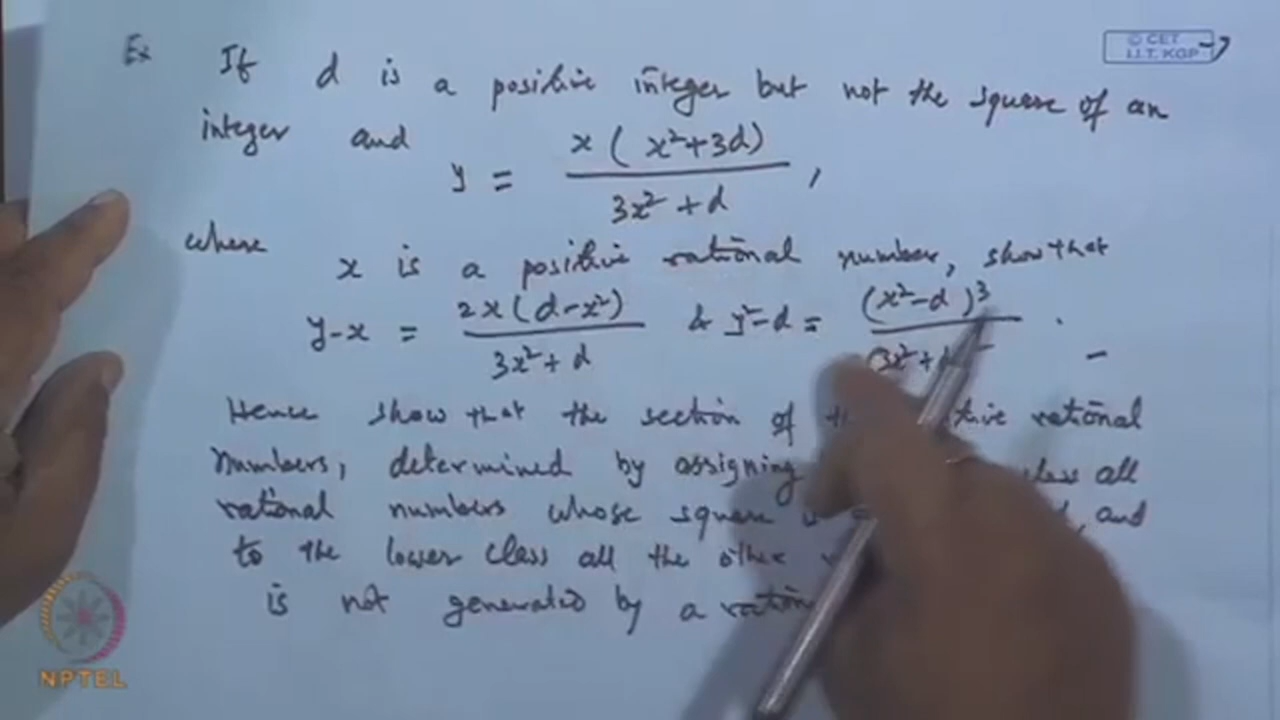 © CET
I.I.T. KGP
Ex If d is a positive integer but not the square of an
integer and y = x ( x²+3d) / 3x²+d ,
where x is a positive rational number, show that
y-x = 2x(d-x²) / 3x²+d & y²-d = (x²-d)³ / (3x²+ .
Hence show that the section of rational
numbers, determined by assigning class all
rational numbers whose square is and
to the lower class all the other
is not generated by a
NPTEL